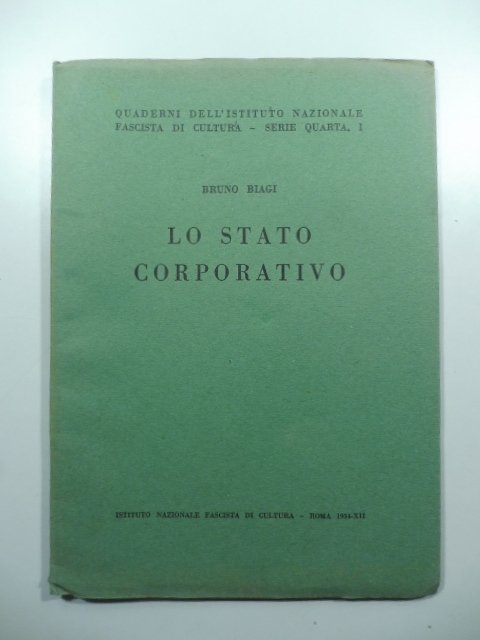 QUADERNI DELL'ISTITUTO NAZIONALE
FASCISTA DI CULTURA – SERIE QUARTA, I
BRUNO BIAGI
LO STATO
CORPORATIVO
ISTITUTO NAZIONALE FASCISTA DI CULTURA – ROMA 1934-XII